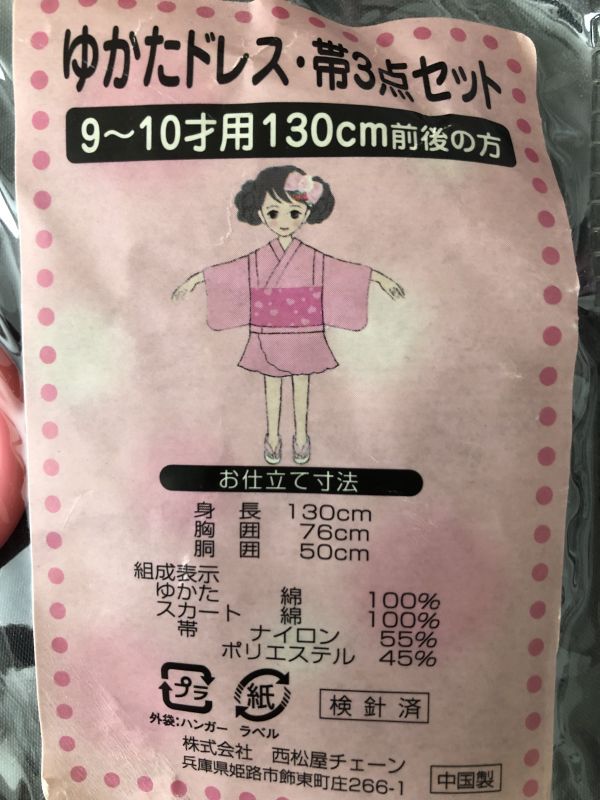 ゆかたドレス・帯3点セット
9〜10才用130cm前後の方
お仕立て寸法
身長 130cm
胸囲 76cm
胴囲 50cm
組成表示
ゆかた 綿 100%
スカート 綿 100%
帯 ナイロン 55%
ポリエステル 45%
プラ 紙 検針済
外袋:ハンガー ラベル
株式会社 西松屋チェーン
兵庫県姫路市飾東町庄266-1 中国製